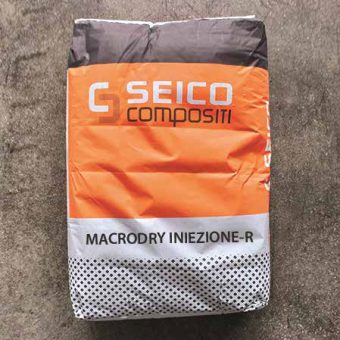 SEICO
compositi
MACRODRY INIEZIONE-R